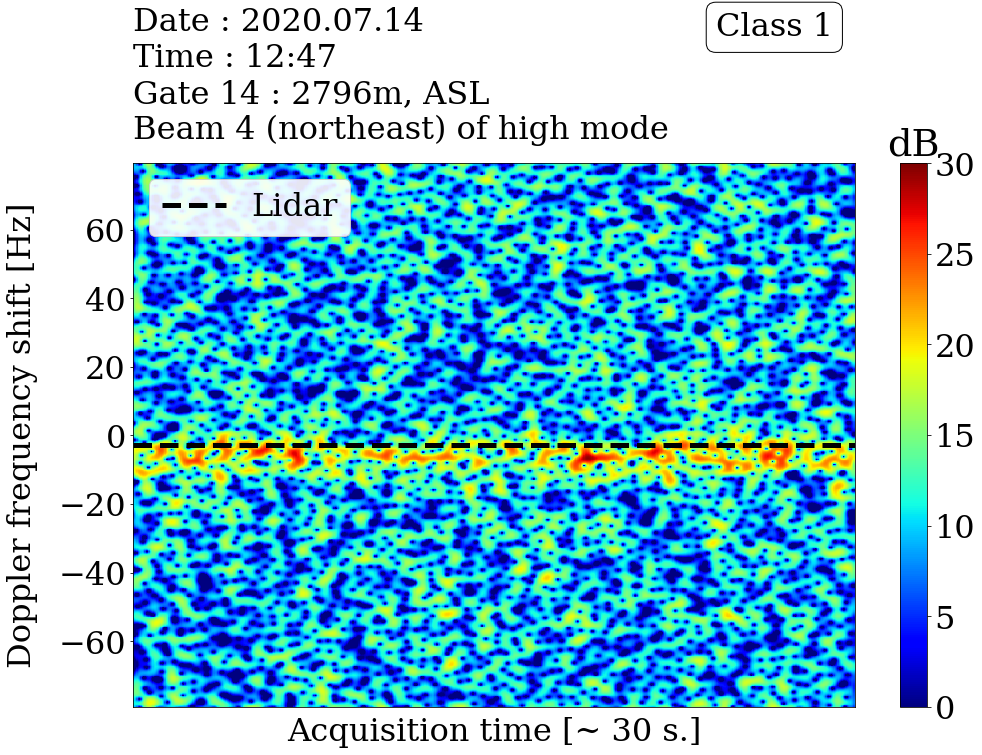 Date : 2020.07.14
Time : 12:47
Gate 14 : 2796m, ASL
Beam 4 (northeast) of high mode
Class 1
dB
Lidar
Doppler frequency shift [Hz]
60
40
20
0
−20
−40
−60
30
25
20
15
10
5
0
Acquisition time [~ 30 s.]